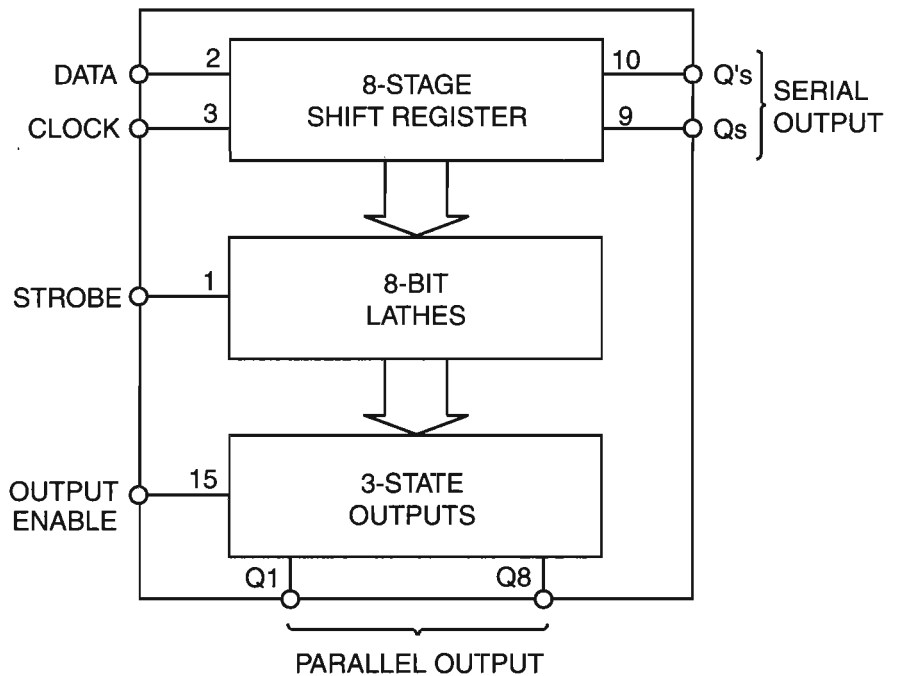 DATA
2
8-STAGE
SHIFT REGISTER
10
Q's
SERIAL
OUTPUT
CLOCK
3
9
Qs
STROBE
1
8-BIT
LATHES
OUTPUT
ENABLE
15
3-STATE
OUTPUTS
Q1
Q8
PARALLEL OUTPUT